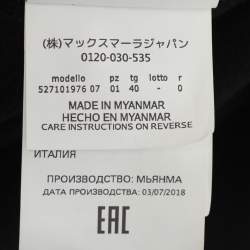 (株)マックスマーラジャパン
0120-030-535
modello pz tg lotto r
527101976 07 01 40 - 0
MADE IN MYANMAR
HECHO EN MYANMAR
CARE INSTRUCTIONS ON REVERSE
ИТАЛИЯ
ПРОИЗВОДСТВО: МЬЯНМА
ДАТА ПРОИЗВОДСТВА: 03/07/2018
EAC